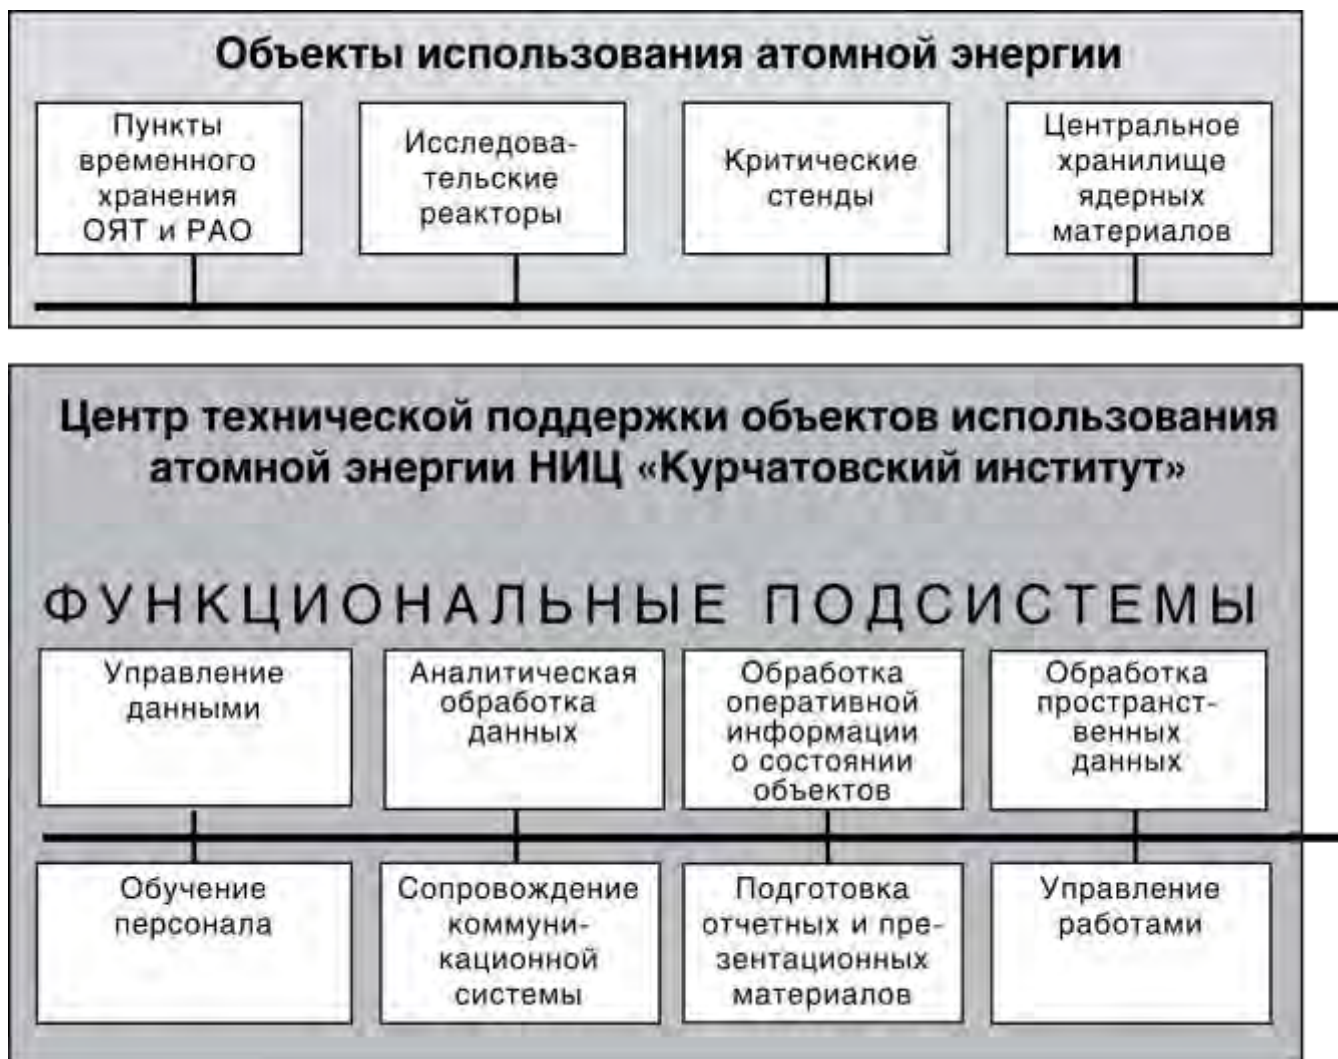 Объекты использования атомной энергии
Пункты
временного
хранения
ОЯТ и РАО
Исследова-
тельские
реакторы
Критические
стенды
Центральное
хранилище
ядерных
материалов
Центр технической поддержки объектов использования
атомной энергии НИЦ «Курчатовский институт»
ФУНКЦИОНАЛЬНЫЕ ПОДСИСТЕМЫ
Управление
данными
Аналитическая
обработка
данных
Обработка
оперативной
информации
о состоянии
объектов
Обработка
пространст-
венных
данных
Обучение
персонала
Сопровождение
коммуни-
кационной
системы
Подготовка
отчетных и пре-
зентационных
материалов
Управление
работами